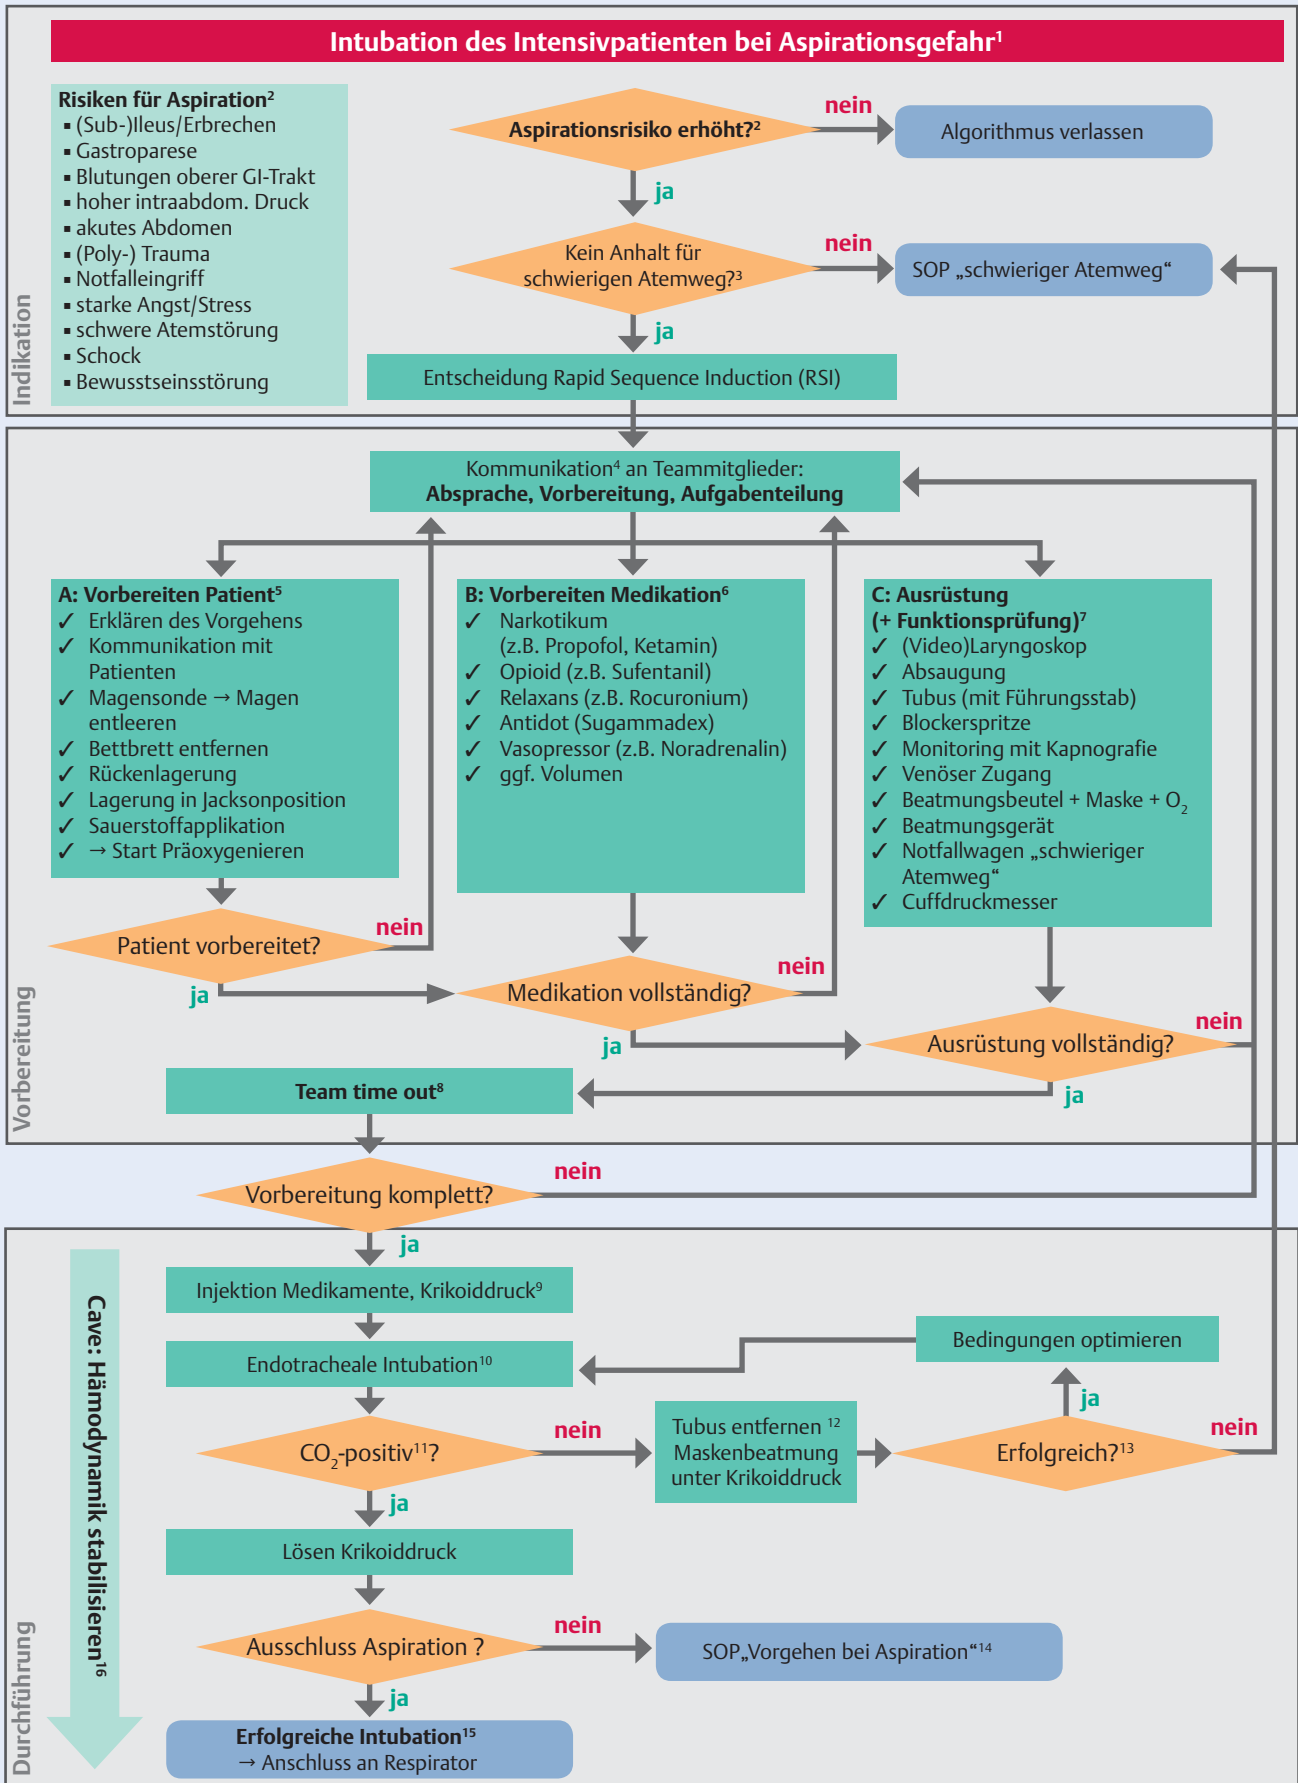 Intubation des Intensivpatienten bei Aspirationsgefahr¹
Indikation
Risiken für Aspiration²
▪ (Sub-)Ileus/Erbrechen
▪ Gastroparese
▪ Blutungen oberer GI-Trakt
▪ hoher intraabdom. Druck
▪ akutes Abdomen
▪ (Poly-) Trauma
▪ Notfalleingriff
▪ starke Angst/Stress
▪ schwere Atemstörung
▪ Schock
▪ Bewusstseinsstörung
Aspirationsrisiko erhöht?²
nein
Algorithmus verlassen
ja
Kein Anhalt für
schwierigen Atemweg?³
nein
SOP „schwieriger Atemweg“
ja
Entscheidung Rapid Sequence Induction (RSI)
Vorbereitung
Kommunikation⁴ an Teammitglieder:
Absprache, Vorbereitung, Aufgabenteilung
A: Vorbereiten Patient⁵
✓ Erklären des Vorgehens
✓ Kommunikation mit
Patienten
✓ Magensonde → Magen
entleeren
✓ Bettbrett entfernen
✓ Rückenlagerung
✓ Lagerung in Jacksonposition
✓ Sauerstoffapplikation
✓ → Start Präoxygenieren
B: Vorbereiten Medikation⁶
✓ Narkotikum
(z.B. Propofol, Ketamin)
✓ Opioid (z.B. Sufentanil)
✓ Relaxans (z.B. Rocuronium)
✓ Antidot (Sugammadex)
✓ Vasopressor (z.B. Noradrenalin)
✓ ggf. Volumen
C: Ausrüstung
(+ Funktionsprüfung)⁷
✓ (Video)Laryngoskop
✓ Absaugung
✓ Tubus (mit Führungsstab)
✓ Blockerspritze
✓ Monitoring mit Kapnografie
✓ Venöser Zugang
✓ Beatmungsbeutel + Maske + O₂
✓ Beatmungsgerät
✓ Notfallwagen „schwieriger
Atemweg“
✓ Cuffdruckmesser
Patient vorbereitet?
nein
ja
Medikation vollständig?
nein
ja
Ausrüstung vollständig?
nein
ja
Team time out⁸
Vorbereitung komplett?
nein
ja
Durchführung
Cave: Hämodynamik stabilisieren¹⁶
Injektion Medikamente, Krikoiddruck⁹
Endotracheale Intubation¹⁰
Bedingungen optimieren
CO₂-positiv¹¹?
nein
Tubus entfernen ¹²
Maskenbeatmung
unter Krikoiddruck
Erfolgreich?¹³
ja
nein
ja
Lösen Krikoiddruck
Ausschluss Aspiration ?
nein
SOP„Vorgehen bei Aspiration“¹⁴
ja
Erfolgreiche Intubation¹⁵
→ Anschluss an Respirator